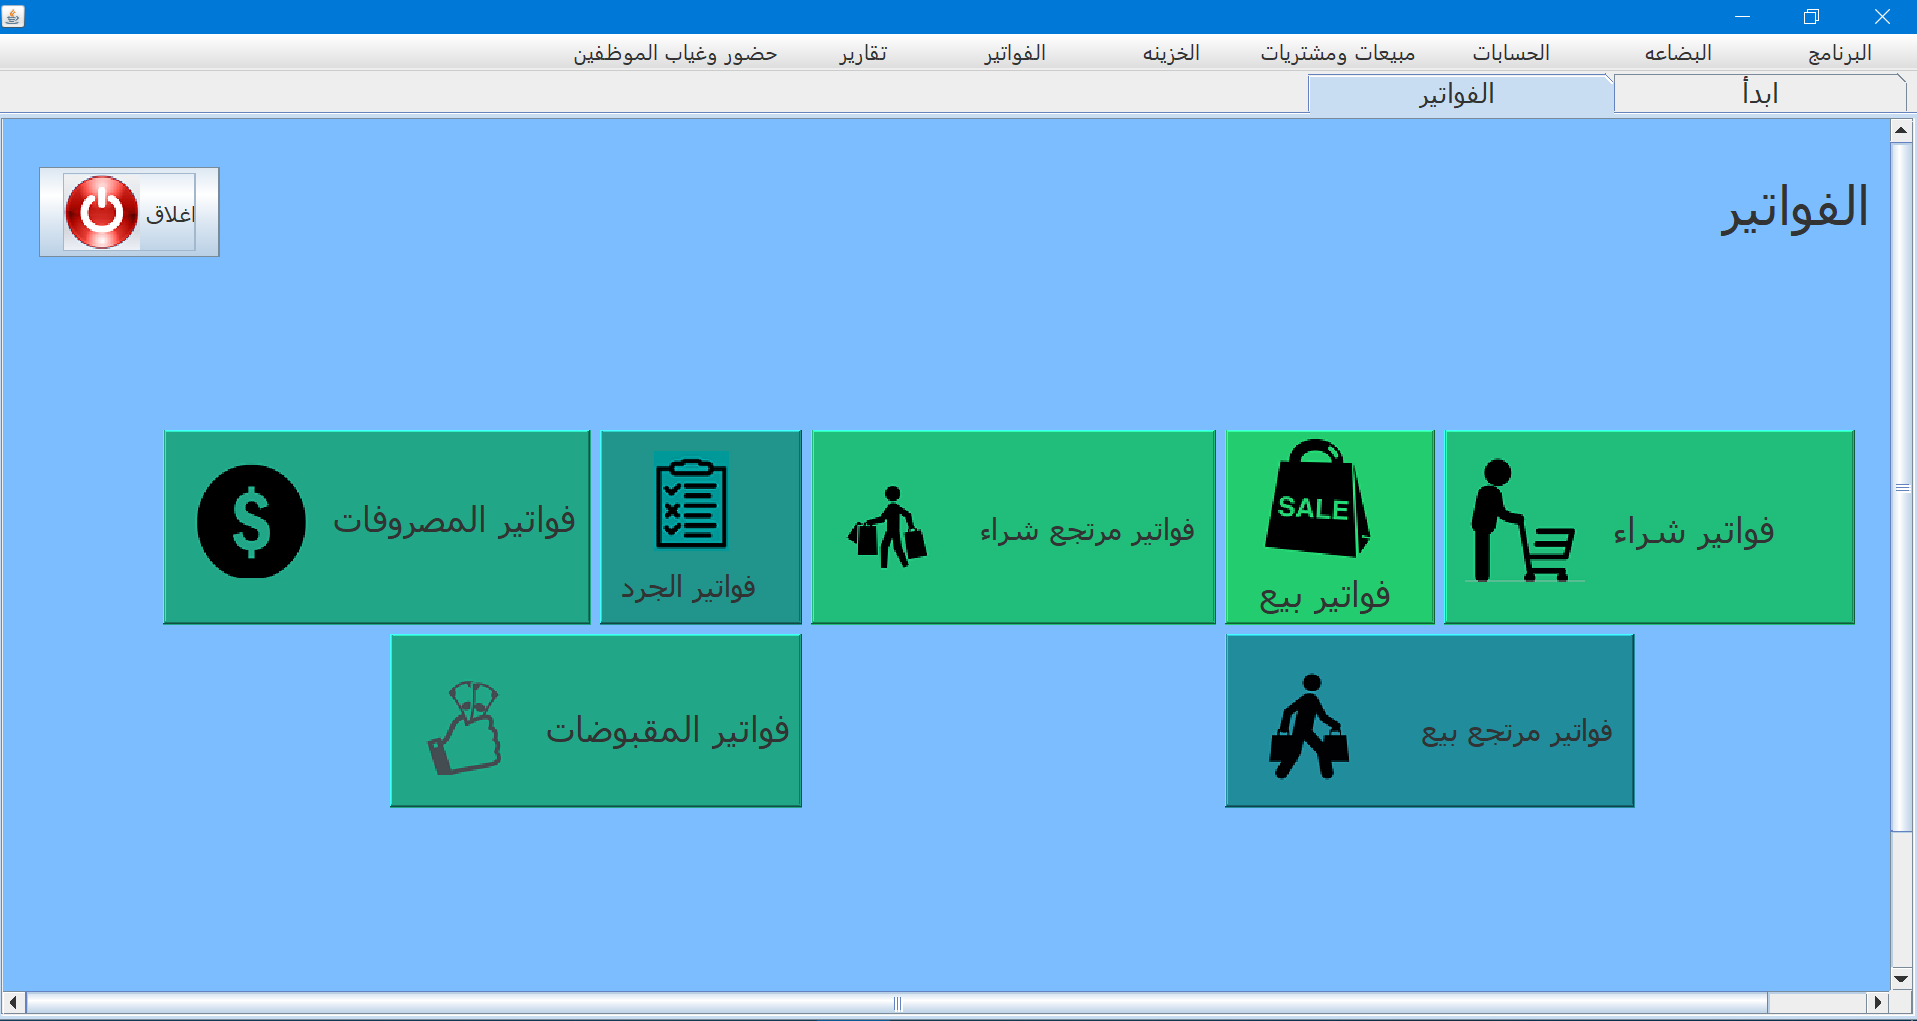 البرنامج
البضاعه
الحسابات
مبيعات ومشتريات
الخزينه
الفواتير
تقارير
حضور وغياب الموظفين
ابدأ
الفواتير
الفواتير
اغلاق
فواتير شراء
SALE
فواتير بيع
فواتير مرتجع شراء
فواتير الجرد
فواتير المصروفات
$
فواتير مرتجع بيع
فواتير المقبوضات